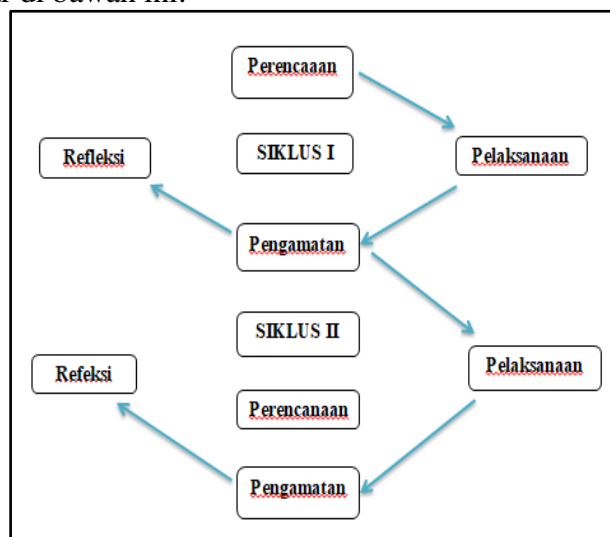 Perencaaan
SIKLUS I
Refleksi
Pelaksanaan
Pengamatan
SIKLUS II
Pelaksanaan
Refeksi
Perencanaan
Pengamatan